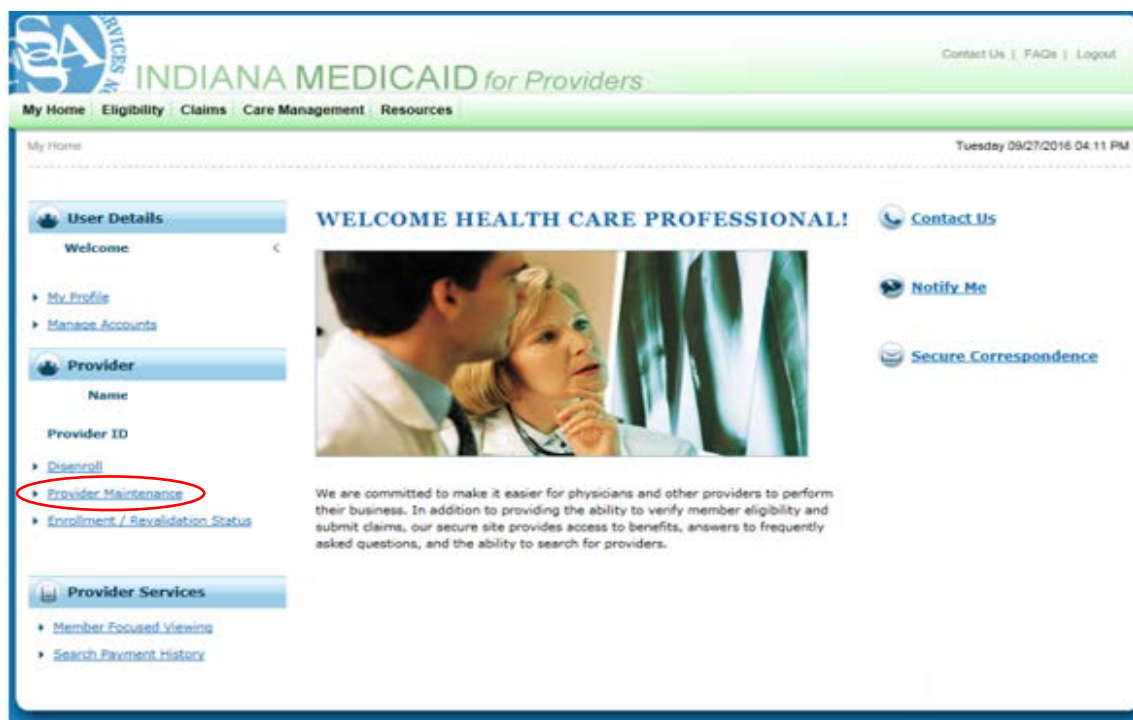 SERVICES
INDIANA MEDICAID for Providers
Contact Us | FAQs | Logout
My Home Eligibility Claims Care Management Resources
My Home
Tuesday 09/27/2016 04:11 PM
User Details
Welcome <
My Profile
Manage Accounts
Provider
Name
Provider ID
Disenroll
Provider Maintenance
Enrollment / Revalidation Status
Provider Services
Member Focused Viewing
Search Payment History
WELCOME HEALTH CARE PROFESSIONAL!
We are committed to make it easier for physicians and other providers to perform
their business. In addition to providing the ability to verify member eligibility and
submit claims, our secure site provides access to benefits, answers to frequently
asked questions, and the ability to search for providers.
Contact Us
Notify Me
Secure Correspondence